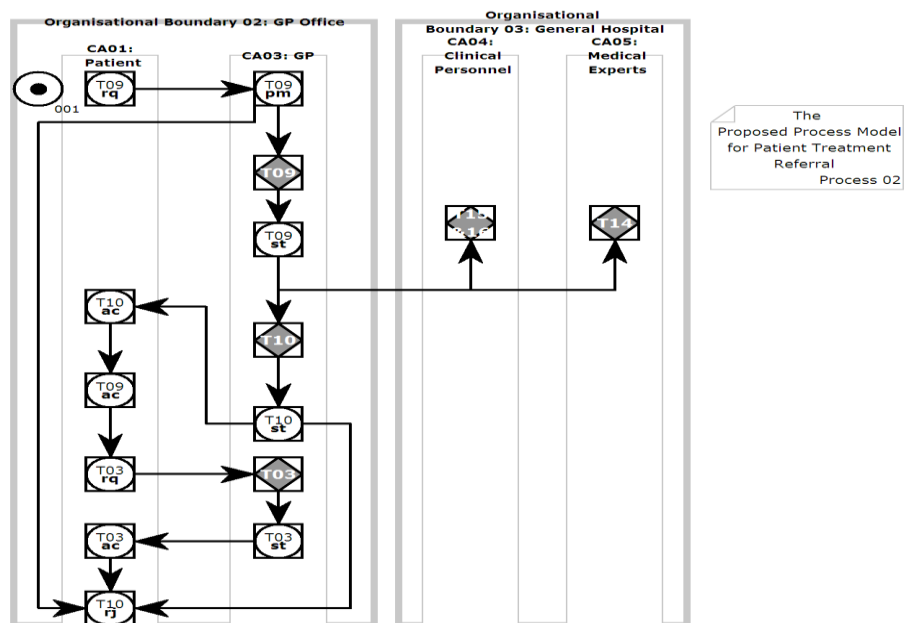 Organisational Boundary 02: GP Office
Organisational
Boundary 03: General Hospital
CA01:
Patient
CA03: GP
CA04:
Clinical
Personnel
CA05:
Medical
Experts
001
T09
rq
T09
pm
The
Proposed Process Model
for Patient Treatment
Referral
Process 02
T09
T09
st
T15
&16
T14
T10
ac
T10
T09
ac
T10
st
T03
rq
T03
T03
ac
T03
st
T10
rj